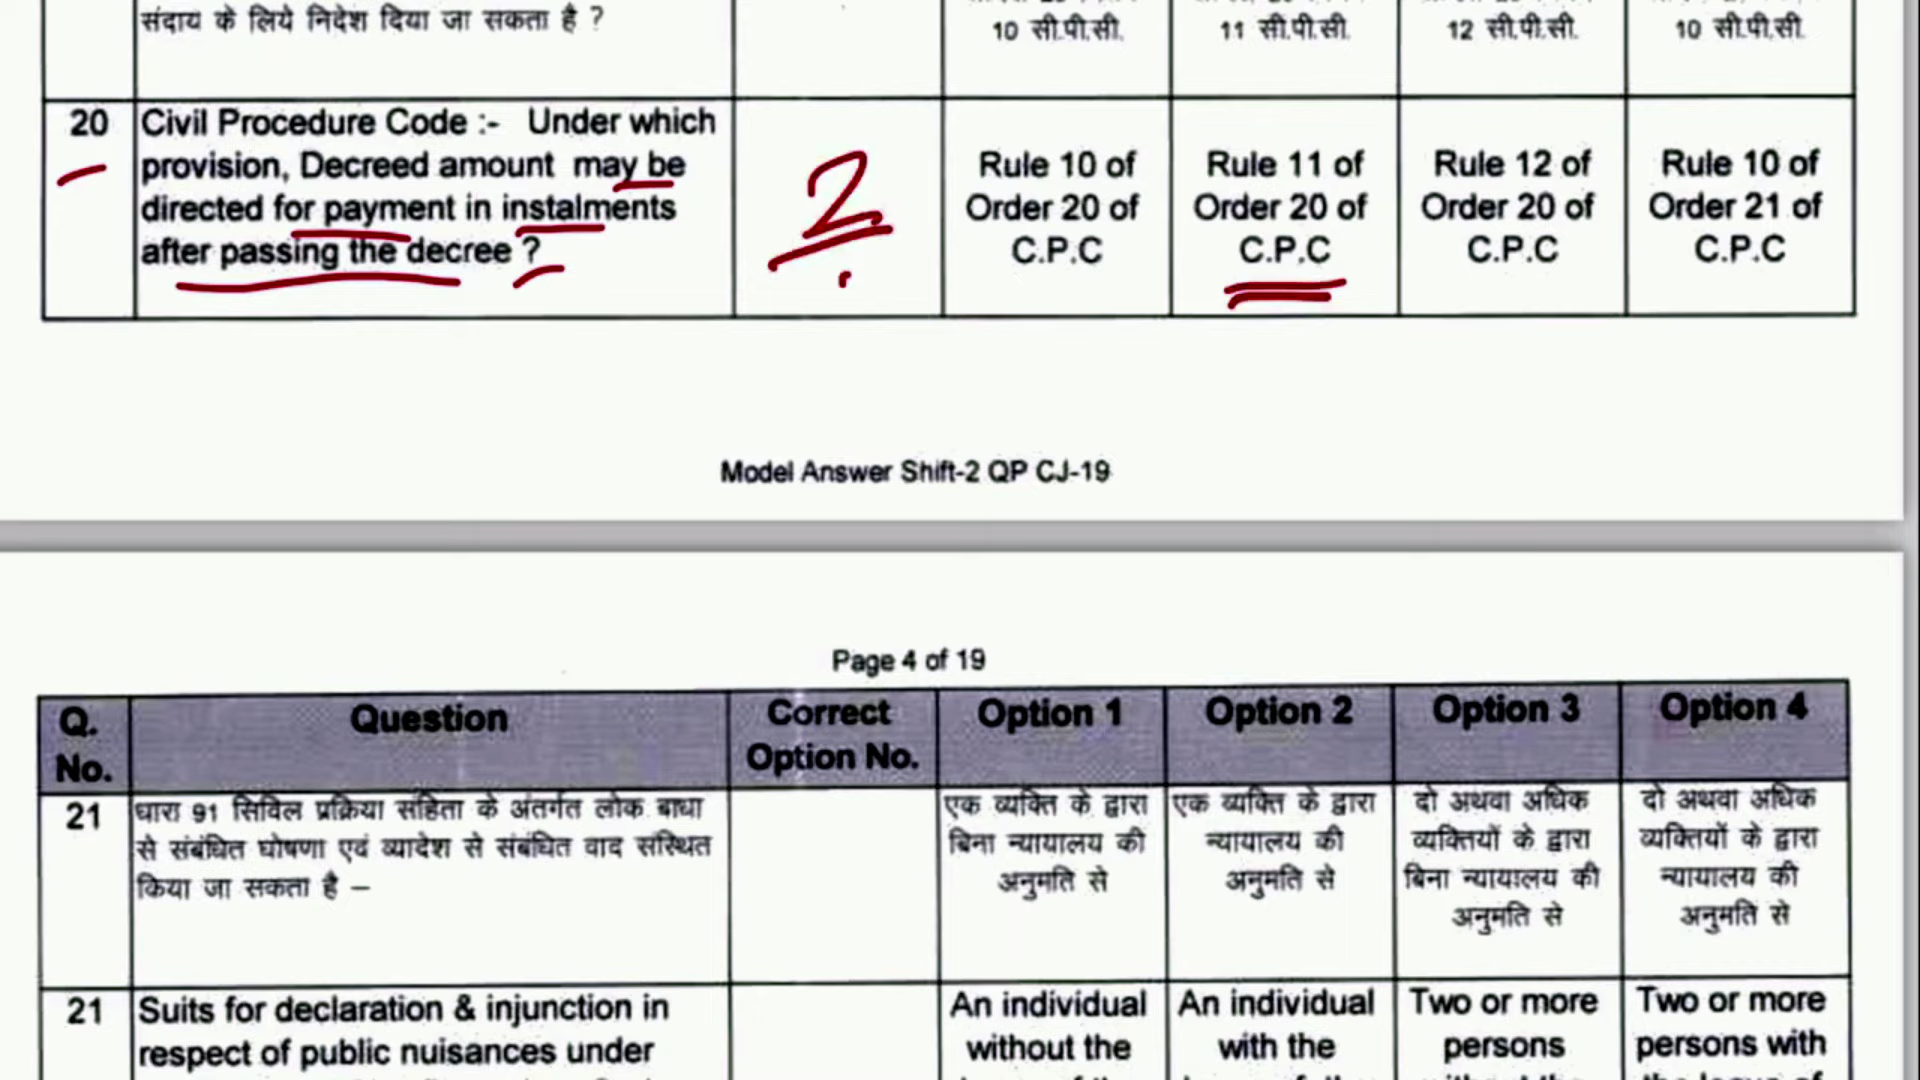 संदाय के लिये निदेश दिया जा सकता है ?
10 सी.पी.सी.
11 सी.पी.सी.
12 सी.पी.सी.
10 सी.पी.सी.
20
Civil Procedure Code :- Under which
provision, Decreed amount may be
directed for payment in instalments
after passing the decree ?
2
Rule 10 of
Order 20 of
C.P.C
Rule 11 of
Order 20 of
C.P.C
Rule 12 of
Order 20 of
C.P.C
Rule 10 of
Order 21 of
C.P.C
Model Answer Shift-2 QP CJ-19
Page 4 of 19
Q.
No.
Question
Correct
Option No.
Option 1
Option 2
Option 3
Option 4
21
धारा 91 सिविल प्रक्रिया संहिता के अंतर्गत लोक बाधा
से संबंधित घोषणा एवं व्यादेश से संबंधित वाद संस्थित
किया जा सकता है –
एक व्यक्ति के द्वारा
बिना न्यायालय की
अनुमति से
एक व्यक्ति के द्वारा
न्यायालय की
अनुमति से
दो अथवा अधिक
व्यक्तियों के द्वारा
बिना न्यायालय की
अनुमति से
दो अथवा अधिक
व्यक्तियों के द्वारा
न्यायालय की
अनुमति से
21
Suits for declaration & injunction in
respect of public nuisances under
An individual
without the
An individual
with the
Two or more
persons
Two or more
persons with